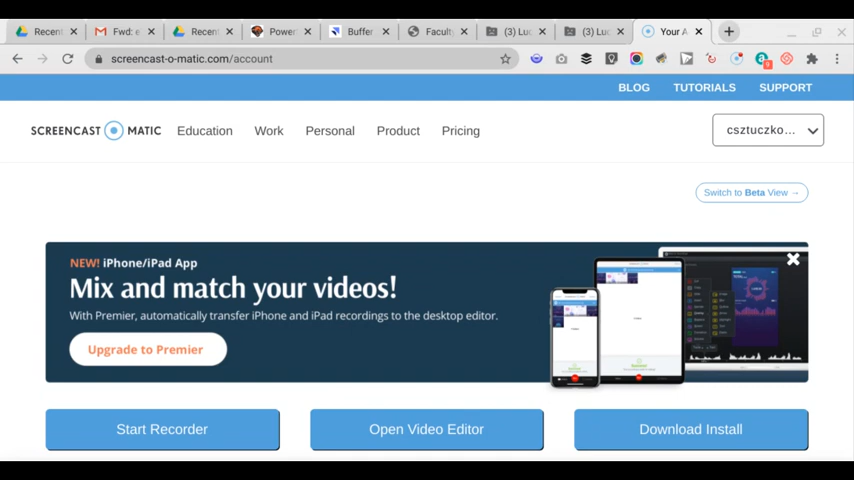 Recent Fwd: Recent Power Buffer Faculty (3) Luc (3) Luc Your A
screencast-o-matic.com/account
BLOG TUTORIALS SUPPORT
SCREENCAST MATIC Education Work Personal Product Pricing csztuczko...
Switch to Beta View →
NEW! iPhone/iPad App
Mix and match your videos!
With Premier, automatically transfer iPhone and iPad recordings to the desktop editor.
Upgrade to Premier
Start Recorder Open Video Editor Download Install